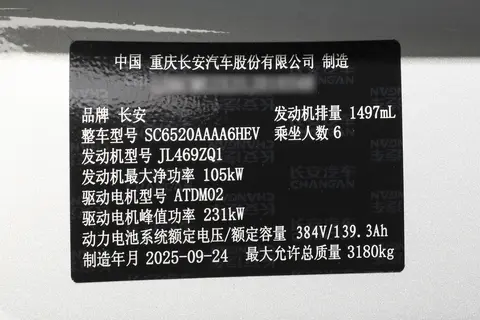 中国 重庆长安汽车股份有限公司 制造
品牌 长安 发动机排量 1497mL
整车型号 SC6520AAAA6HEV 乘坐人数 6
发动机型号 JL469ZQ1
发动机最大净功率 105kW
驱动电机型号 ATDM02
驱动电机峰值功率 231kW
动力电池系统额定电压/额定容量 384V/139.3Ah
制造年月 2025-09-24 最大允许总质量 3180kg